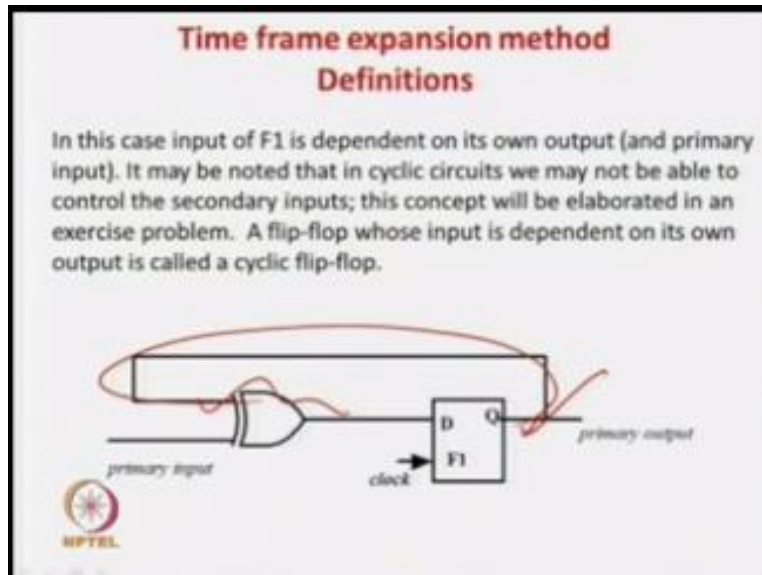 Time frame expansion method
Definitions
In this case input of F1 is dependent on its own output (and primary
input). It may be noted that in cyclic circuits we may not be able to
control the secondary inputs; this concept will be elaborated in an
exercise problem. A flip-flop whose input is dependent on its own
output is called a cyclic flip-flop.
D Q
primary output
F1
primary input
clock
NPTEL